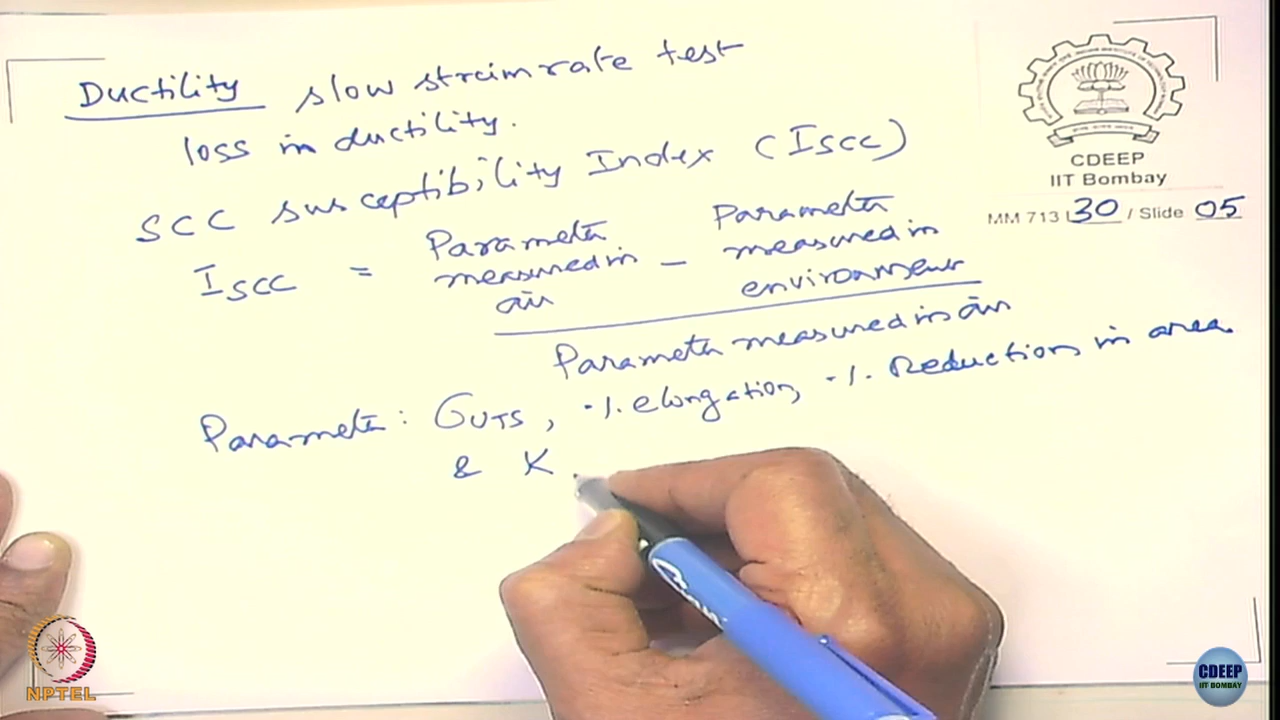 Ductility slow strain rate test
loss in ductility.
SCC susceptibility Index (ISCC)
ISCC = Parameter measured in air - Parameter measured in environment
Parameter measured in air
Parameter: σUTS, % elongation, % Reduction in area
& K
CDEEP
IIT Bombay
MM 713 L30 / Slide 05
NPTEL
CDEEP
IIT BOMBAY